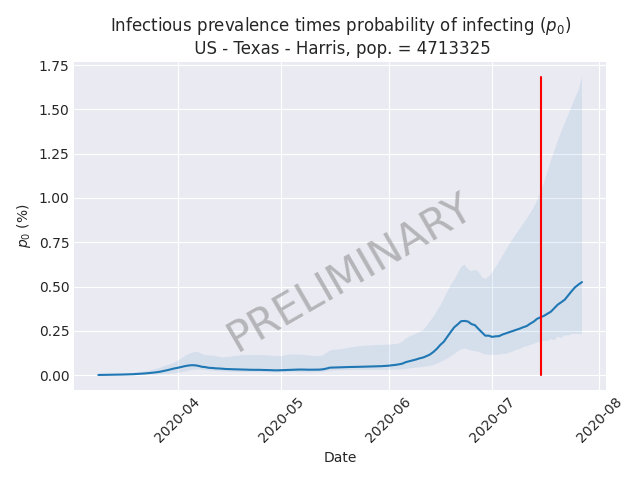 Infectious prevalence times probability of infecting (p₀)
US - Texas - Harris, pop. = 4713325
1.75
1.50
1.25
1.00
0.75
0.50
0.25
0.00
p₀ (%)
PRELIMINARY
2020-04
2020-05
2020-06
2020-07
2020-08
Date